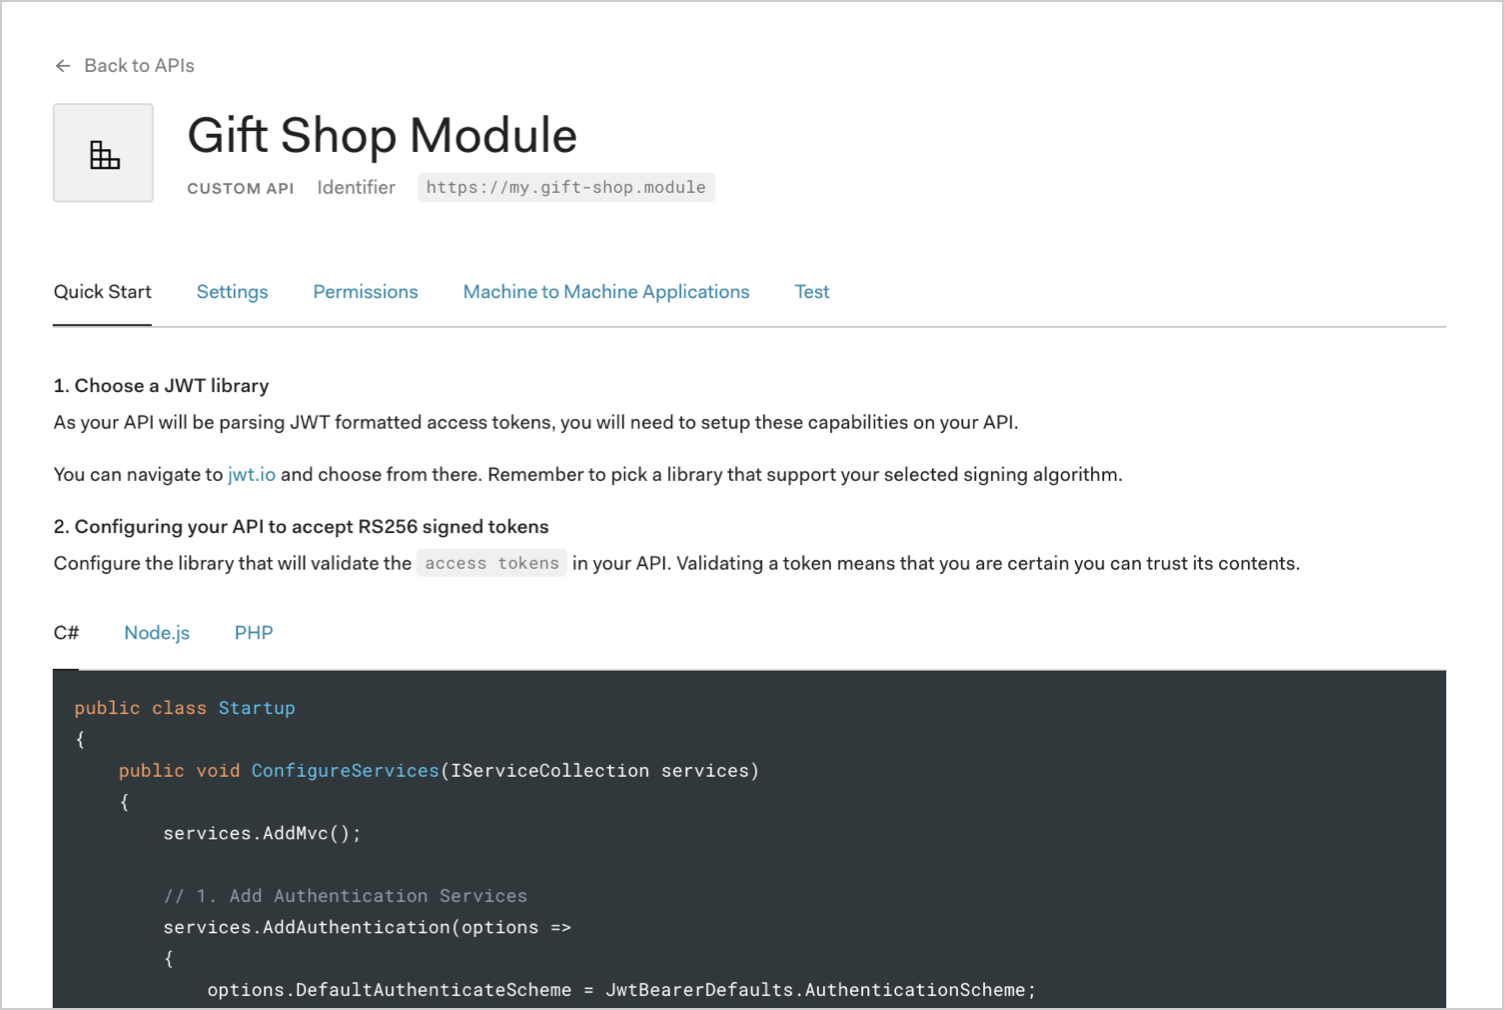 ← Back to APIs
Gift Shop Module
CUSTOM API Identifier https://my.gift-shop.module
Quick Start Settings Permissions Machine to Machine Applications Test
1. Choose a JWT library
As your API will be parsing JWT formatted access tokens, you will need to setup these capabilities on your API.
You can navigate to jwt.io and choose from there. Remember to pick a library that support your selected signing algorithm.
2. Configuring your API to accept RS256 signed tokens
Configure the library that will validate the access tokens in your API. Validating a token means that you are certain you can trust its contents.
C# Node.js PHP
public class Startup
{
    public void ConfigureServices(IServiceCollection services)
    {
        services.AddMvc();
        // 1. Add Authentication Services
        services.AddAuthentication(options =>
        {
            options.DefaultAuthenticateScheme = JwtBearerDefaults.AuthenticationScheme;